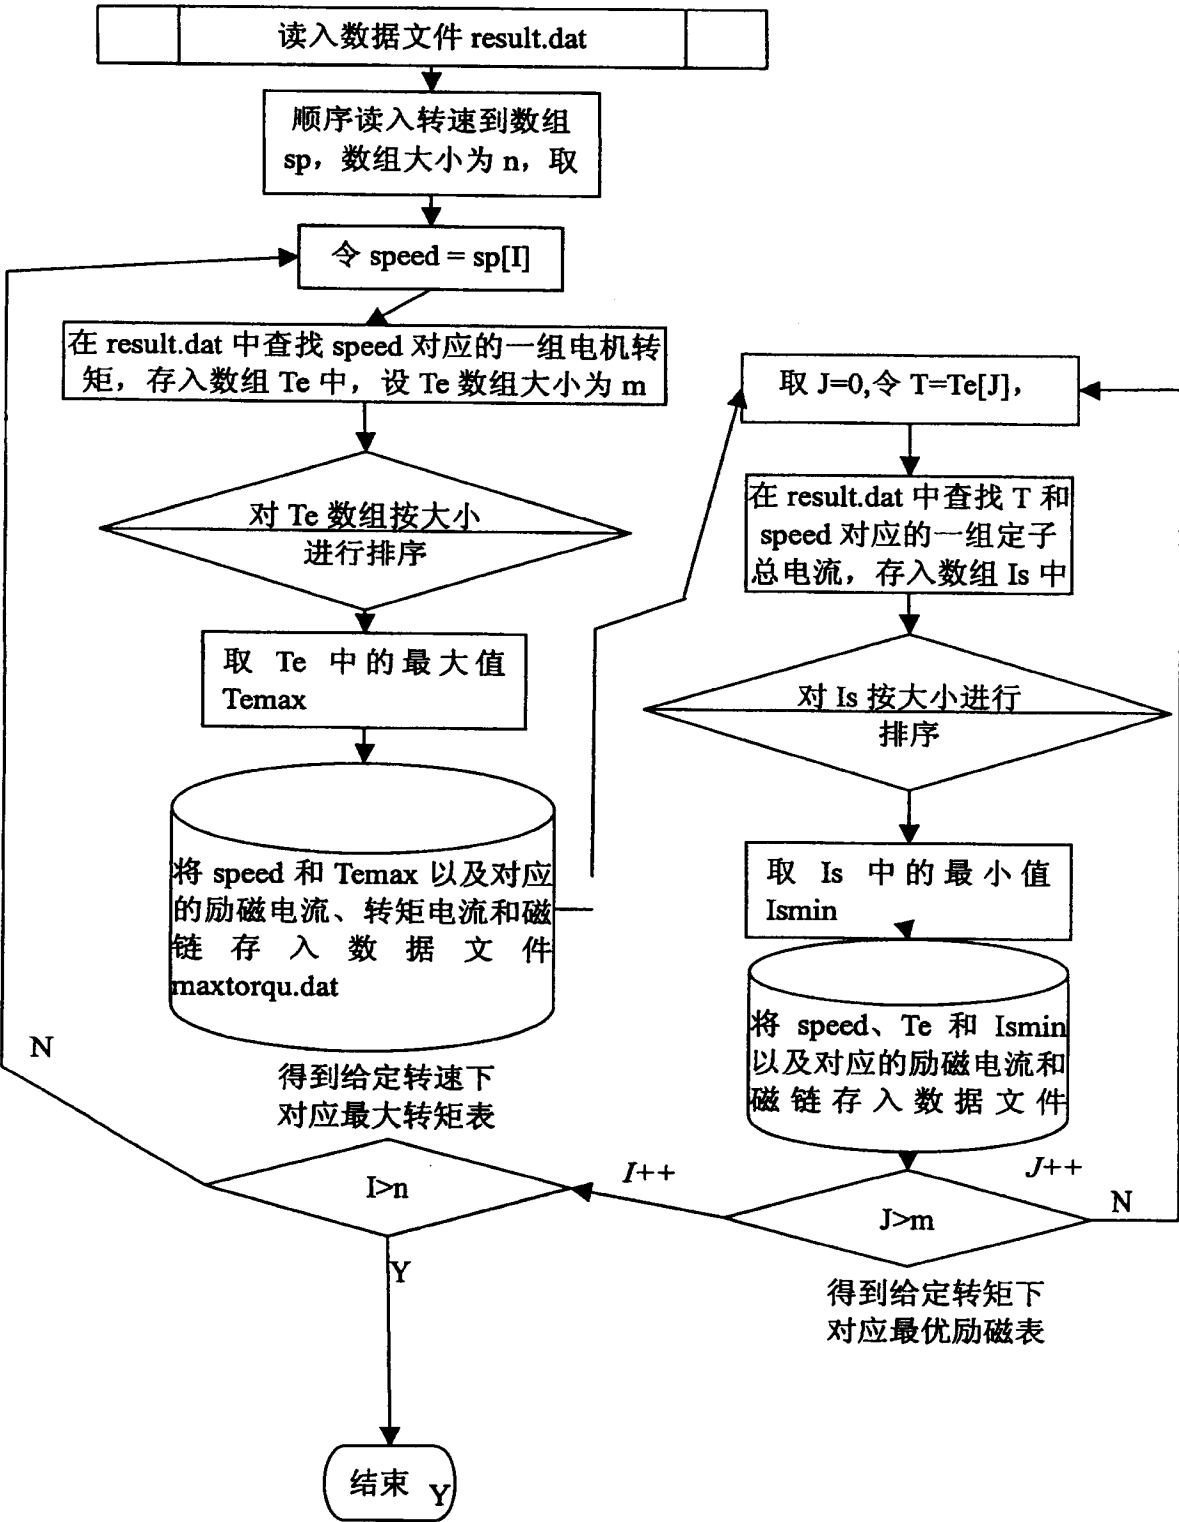 读入数据文件 result.dat
顺序读入转速到数组
sp，数组大小为 n，取
令 speed = sp[I]
在 result.dat 中查找 speed 对应的一组电机转
矩，存入数组 Te 中，设 Te 数组大小为 m
对 Te 数组按大小
进行排序
取 Te 中的最大值
Temax
将 speed 和 Temax 以及对应
的励磁电流、转矩电流和磁
链存入数据文件
maxtorqu.dat
得到给定转速下
对应最大转矩表
N
I>n
Y
结束
Y
取 J=0,令 T=Te[J]，
在 result.dat 中查找 T 和
speed 对应的一组定子
总电流，存入数组 Is 中
对 Is 按大小进行
排序
取 Is 中的最小值
Ismin
将 speed、Te 和 Ismin
以及对应的励磁电流和
磁链存入数据文件
I++
J++
J>m
N
得到给定转矩下
对应最优励磁表